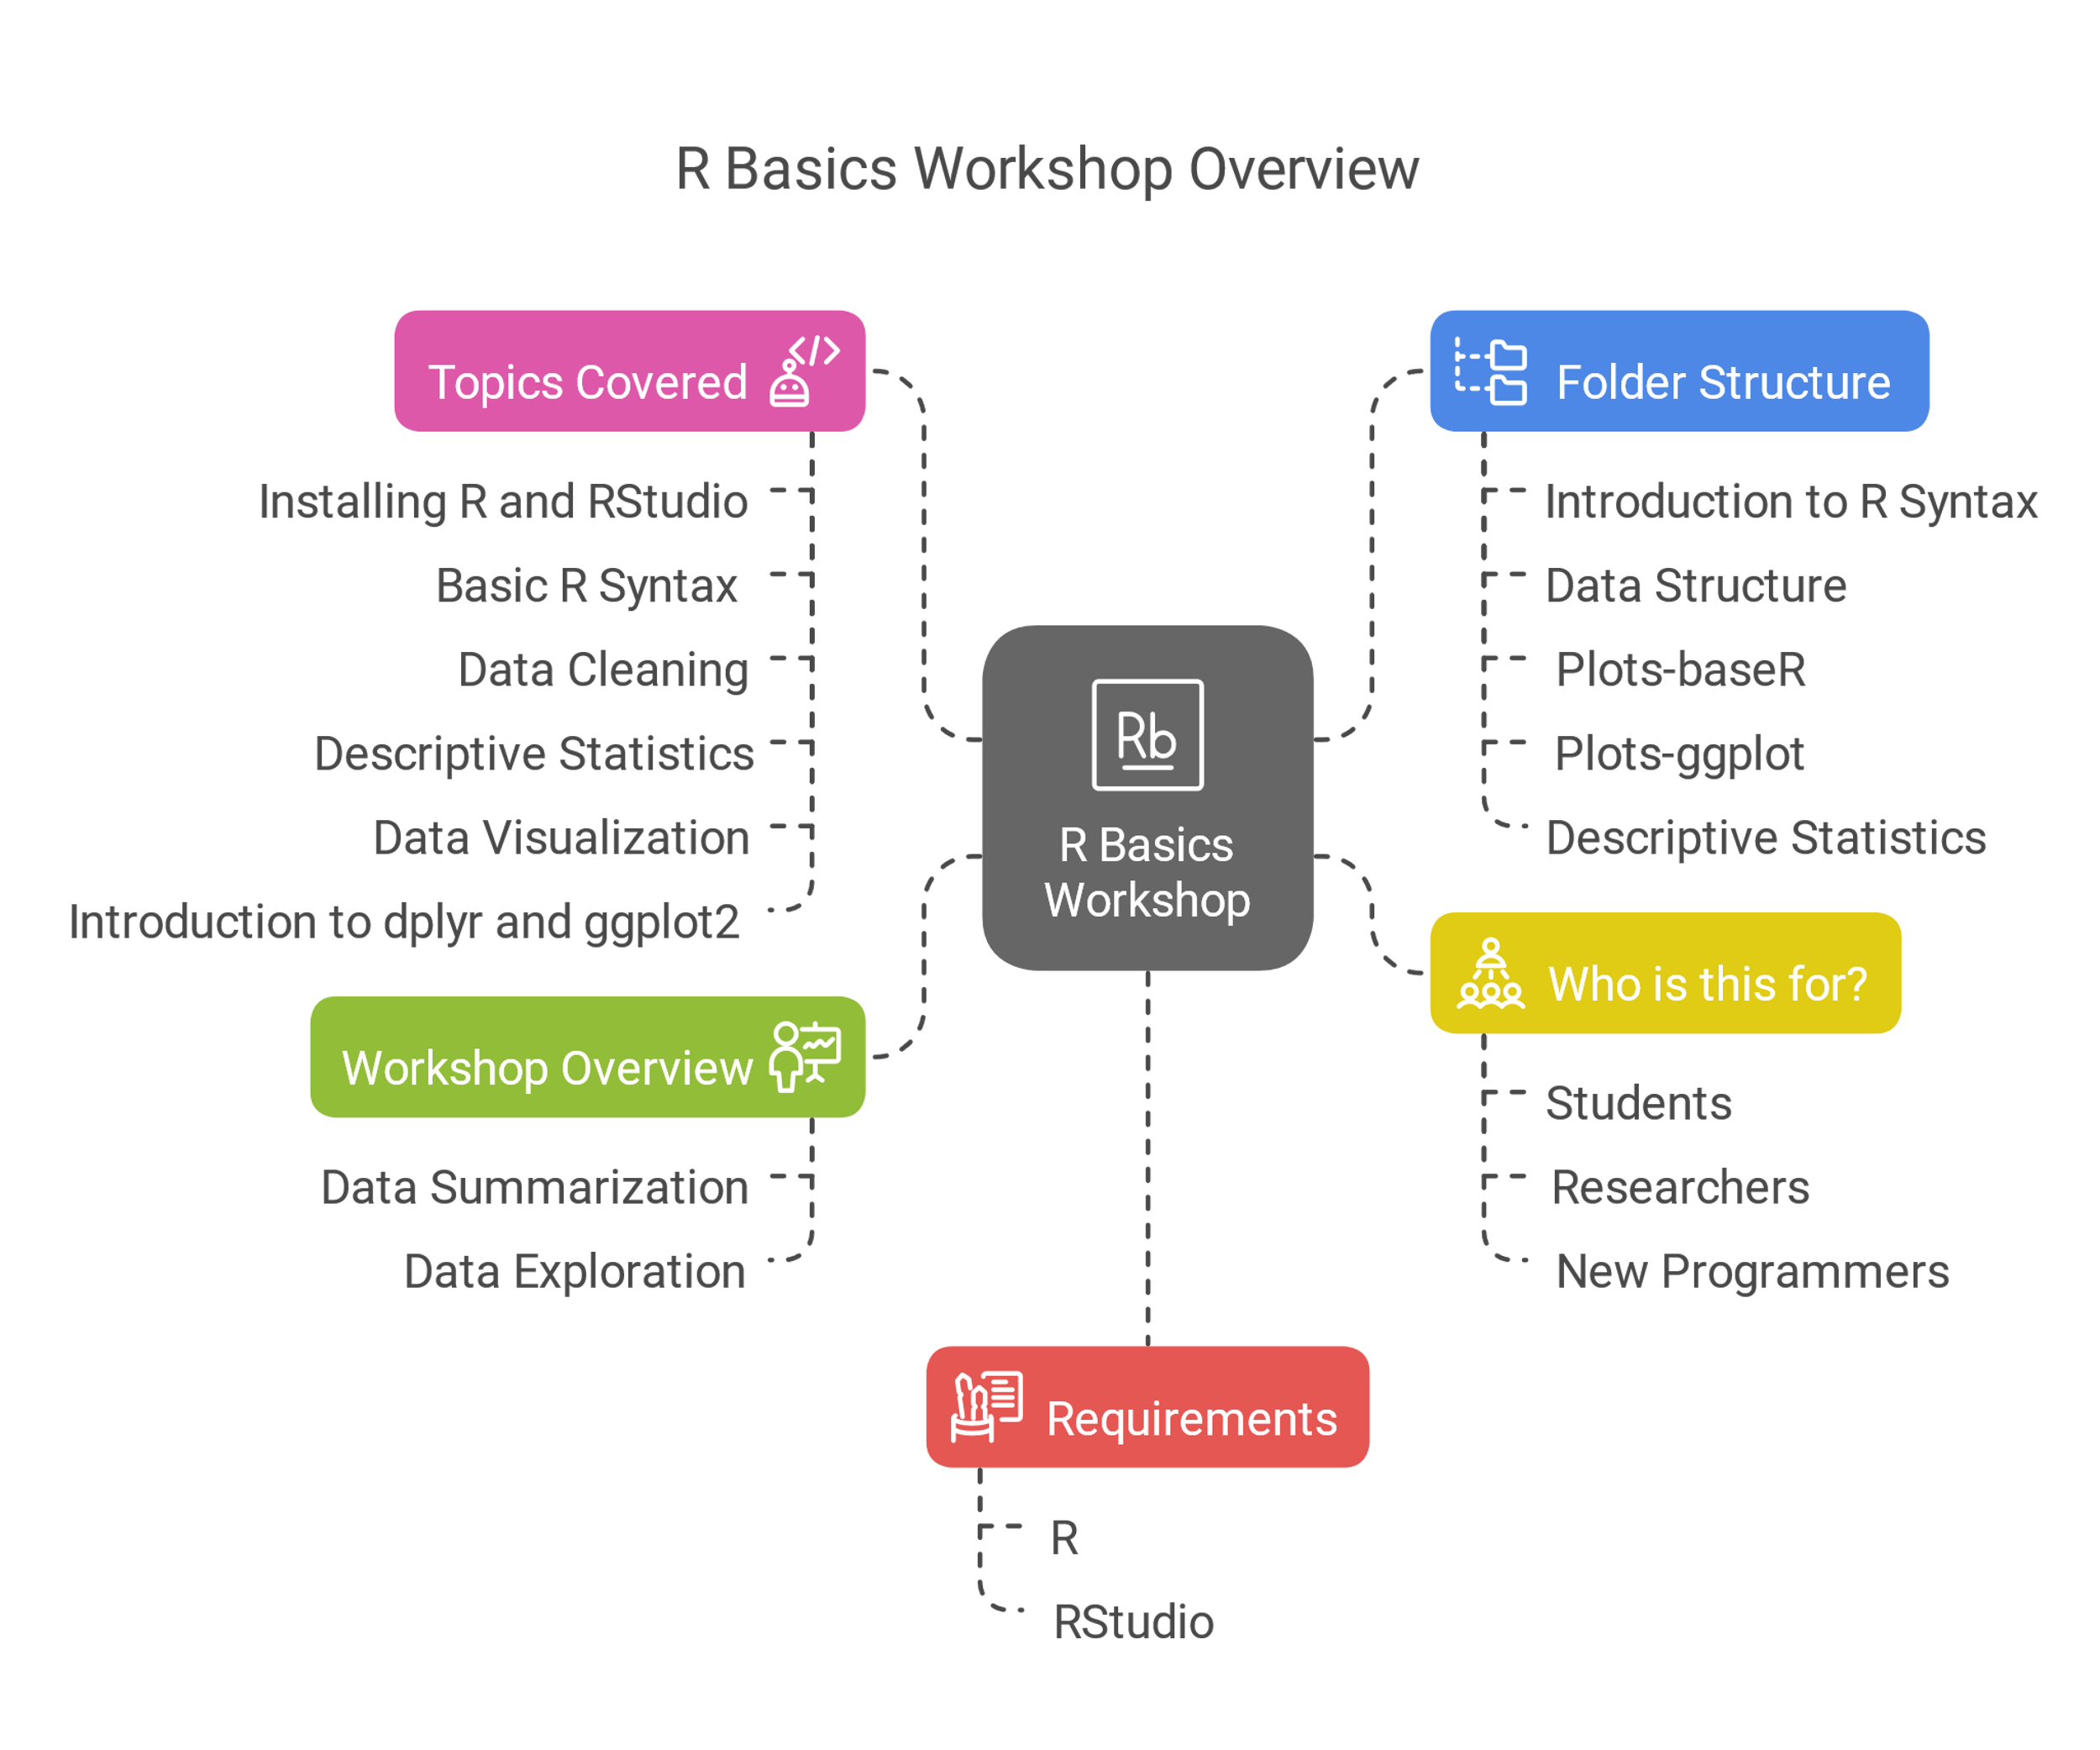 R Basics Workshop Overview
Topics Covered
Installing R and RStudio
Basic R Syntax
Data Cleaning
Descriptive Statistics
Data Visualization
Introduction to dplyr and ggplot2
Workshop Overview
Data Summarization
Data Exploration
Rb
R Basics
Workshop
Folder Structure
Introduction to R Syntax
Data Structure
Plots-baseR
Plots-ggplot
Descriptive Statistics
Who is this for?
Students
Researchers
New Programmers
Requirements
R
RStudio